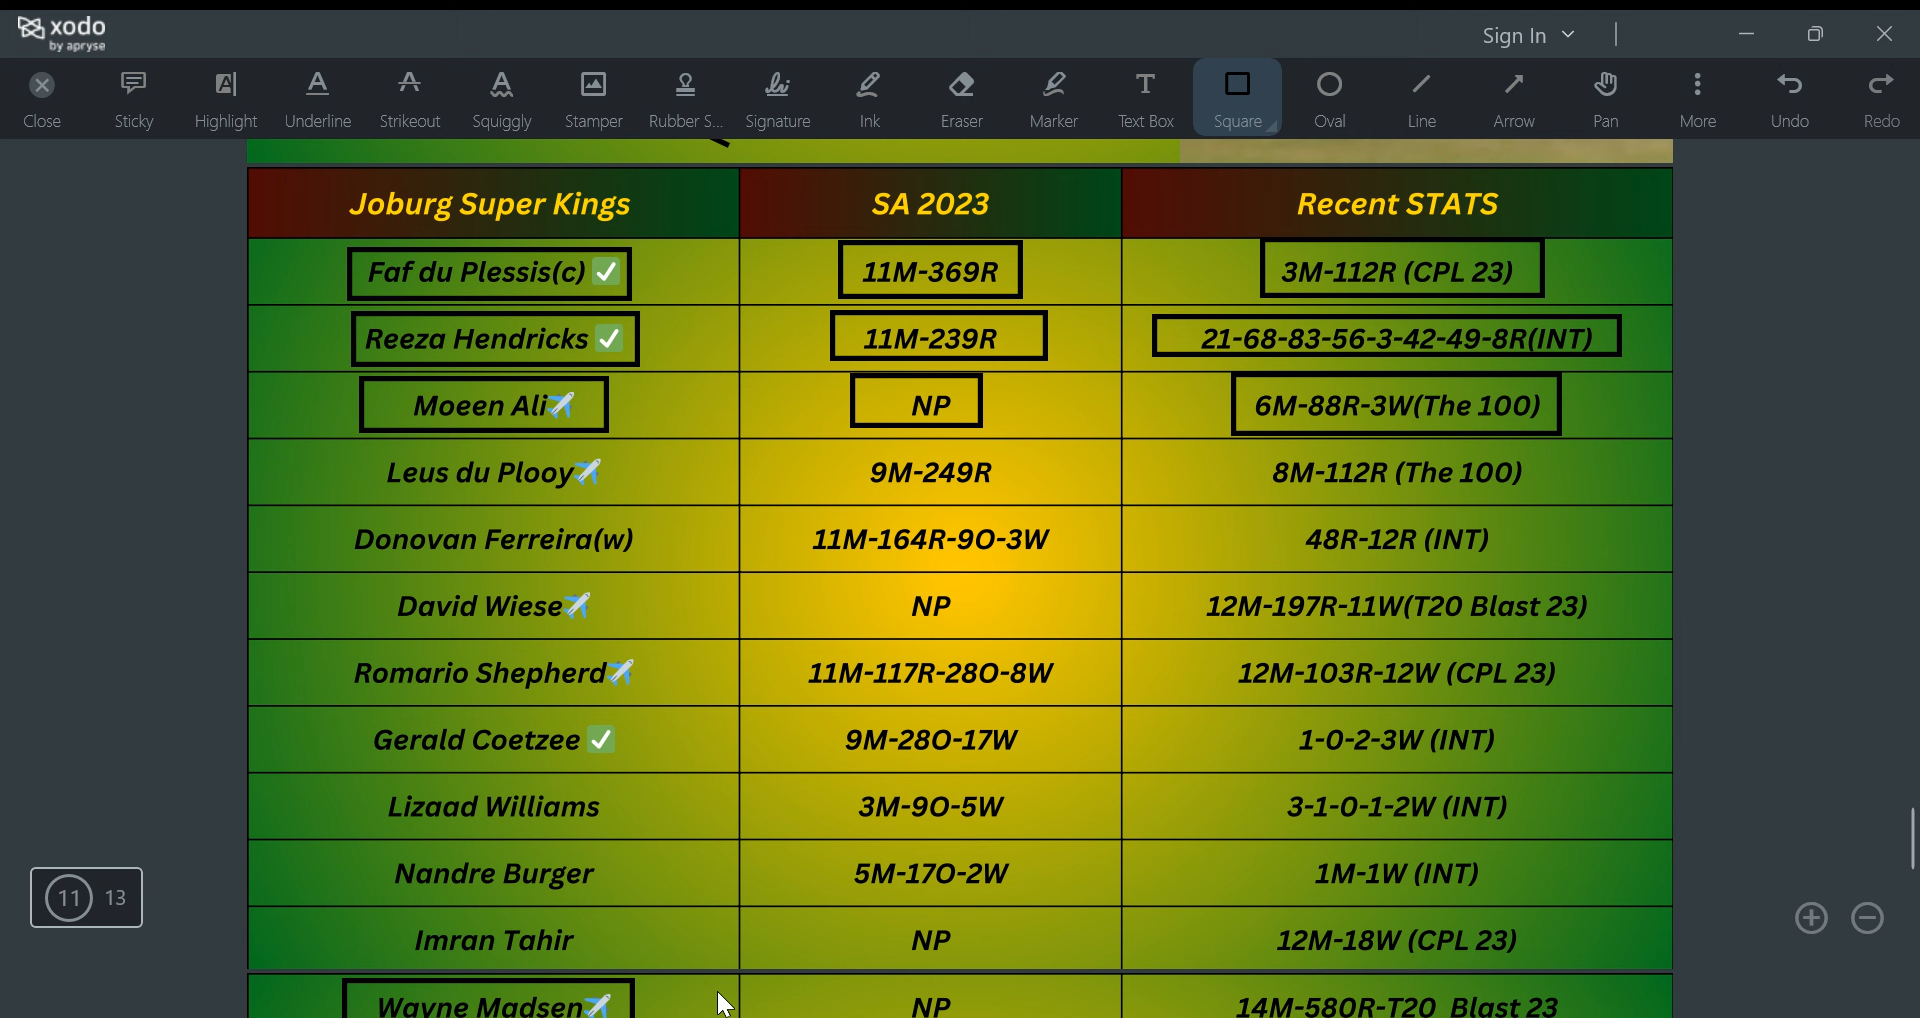 xodo
by apryse
Sign In
Close Sticky Highlight Underline Strikeout Squiggly Stamper Rubber S... Signature Ink Eraser Marker Text Box Square Oval Line Arrow Pan More Undo Redo
Joburg Super Kings SA 2023 Recent STATS
Faf du Plessis(c) ✅ 11M-369R 3M-112R (CPL 23)
Reeza Hendricks ✅ 11M-239R 21-68-83-56-3-42-49-8R(INT)
Moeen Ali✈️ NP 6M-88R-3W(The 100)
Leus du Plooy✈️ 9M-249R 8M-112R (The 100)
Donovan Ferreira(w) 11M-164R-9O-3W 48R-12R (INT)
David Wiese✈️ NP 12M-197R-11W(T20 Blast 23)
Romario Shepherd✈️ 11M-117R-28O-8W 12M-103R-12W (CPL 23)
Gerald Coetzee ✅ 9M-28O-17W 1-0-2-3W (INT)
Lizaad Williams 3M-9O-5W 3-1-0-1-2W (INT)
Nandre Burger 5M-17O-2W 1M-1W (INT)
Imran Tahir NP 12M-18W (CPL 23)
Wayne Madsen✈️ NP 14M-580R-T20 Blast 23
11 13